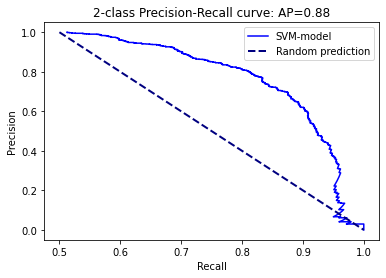 2-class Precision-Recall curve: AP=0.88
SVM-model
Random prediction
Precision
1.0
0.8
0.6
0.4
0.2
0.0
0.5 0.6 0.7 0.8 0.9 1.0
Recall